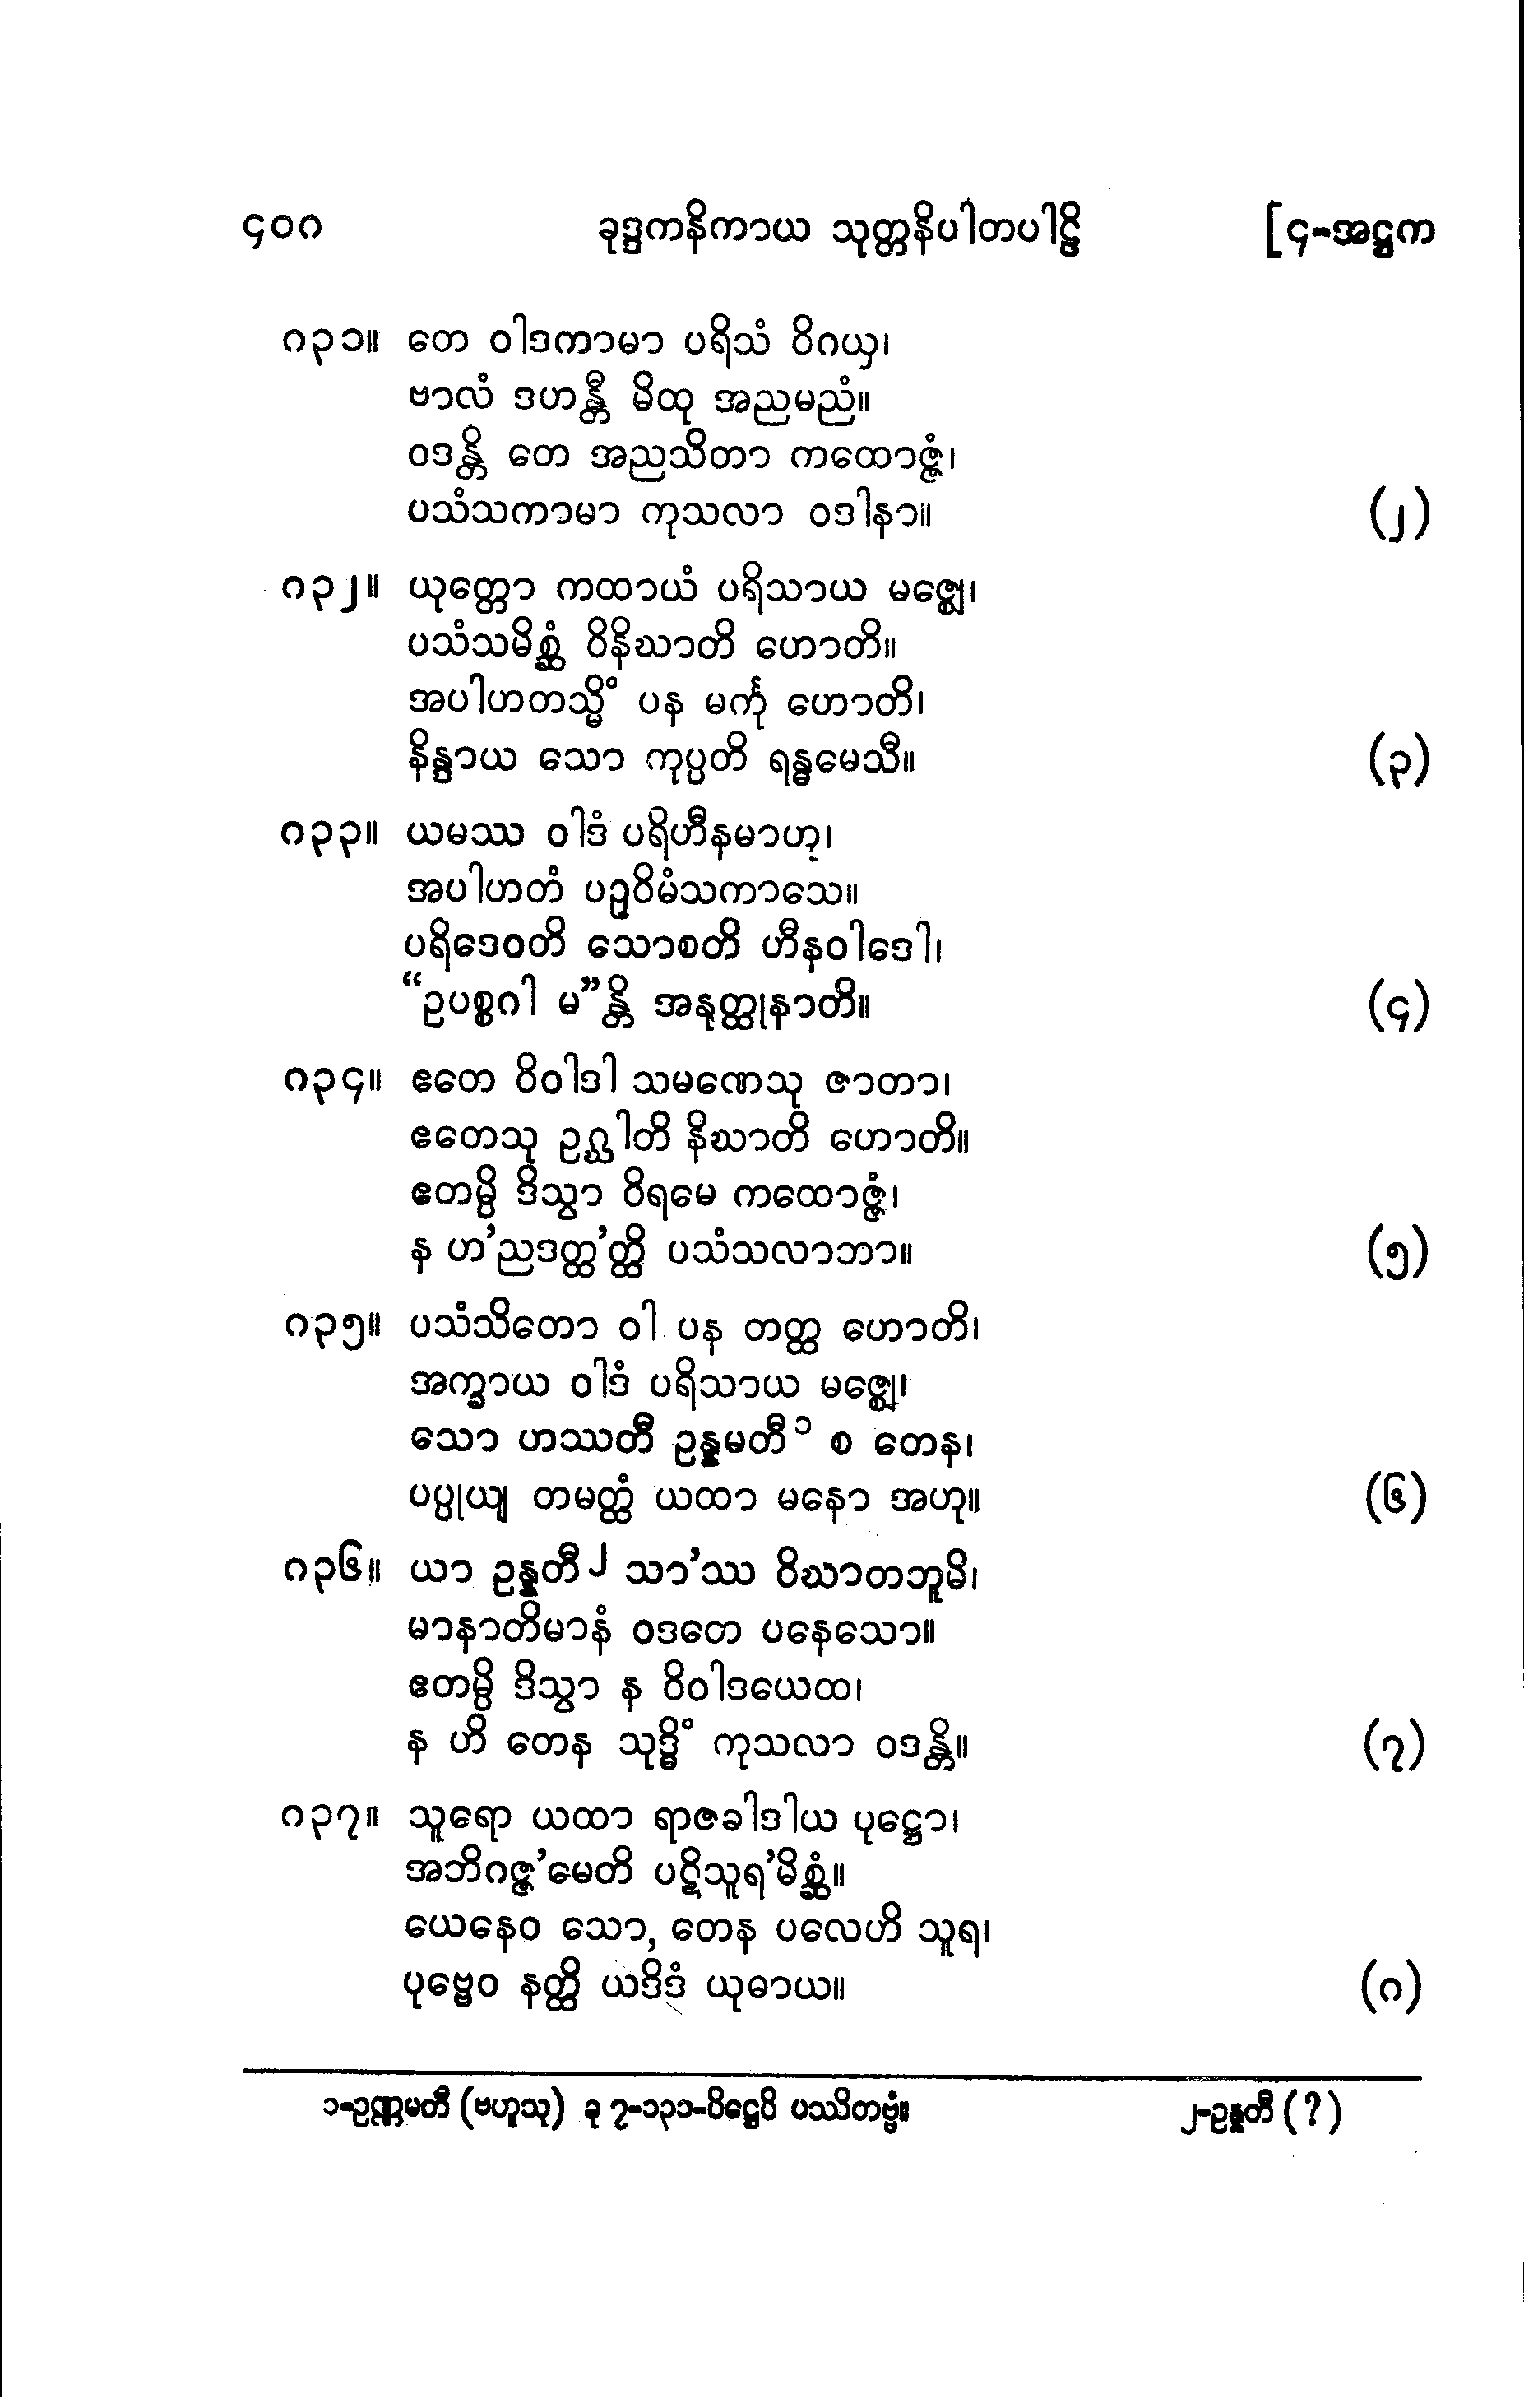 ၄၀၈ ခုဒ္ဒကနိကာယ သုတ္တနိပါတပါဠိ [၄-အဋ္ဌက
၈၃၁။ တေ ဝါဒကာမာ ပရိသံ ဝိဂယှ၊
ဗာလံ ဒဟန္တီ မိထု အညမညံ။
ဝဒန္တိ တေ အညသိတာ ကထောဇ္ဇံ၊
ပသံသကာမာ ကုသလာ ဝဒါနာ။ (၂)
၈၃၂။ ယုတ္တော ကထာယံ ပရိသာယ မဇ္ဈေ၊
ပသံသမိစ္ဆံ ဝိနိဃာတိ ဟောတိ။
အပါဟတသ္မိံ ပန မင်္ကု ဟောတိ၊
နိန္ဒာယ သော ကုပ္ပတိ ရန္ဓမေသီ။ (၃)
၈၃၃။ ယမဿ ဝါဒံ ပရိဟီနမာဟု၊
အပါဟတံ ပဉှဝိမံသကာသေ။
ပရိဒေဝတိ သောစတိ ဟီနဝါဒေါ၊
“ဥပစ္စဂါ မ”န္တိ အနုတ္ထုနာတိ။ (၄)
၈၃၄။ ဧတေ ဝိဝါဒါ သမဏေသု ဇာတာ၊
ဧတေသု ဥဂ္ဃါတိ နိဃာတိ ဟောတိ။
ဧတမ္ပိ ဒိသွာ ဝိရမေ ကထောဇ္ဇံ၊
န ဟ’ညဒတ္ထ’တ္ထိ ပသံသလာဘာ။ (၅)
၈၃၅။ ပသံသိတော ဝါ ပန တတ္ထ ဟောတိ၊
အက္ခာယ ဝါဒံ ပရိသာယ မဇ္ဈေ၊
သော ဟဿတီ ဥန္နမတီ ၁ စ တေန၊
ပပ္ပုယျ တမတ္ထံ ယထာ မနော အဟု။ (၆)
၈၃၆။ ယာ ဥန္နတီ ၂ သာ’ဿ ဝိဃာတဘူမိ၊
မာနာတိမာနံ ဝဒတေ ပနေသော။
ဧတမ္ပိ ဒိသွာ န ဝိဝါဒယေထ၊
န ဟိ တေန သုဒ္ဓိံ ကုသလာ ဝဒန္တိ။ (၇)
၈၃၇။ သူရော ယထာ ရာဇခါဒါယ ပုဋ္ဌော၊
အဘိဂဇ္ဇ’မေတိ ပဋိသူရ’မိစ္ဆံ။
ယေနေဝ သော, တေန ပလေဟိ သူရ၊
ပုဗ္ဗေဝ နတ္ထိ ယဒိဒံ ယုဓာယ။ (၈)
၁-ဥဏ္ဏမတီ (ဗဟူသု) ခု ၇-၁၃၁-ပိဋ္ဌေပိ ပဿိတဗ္ဗံ။ ၂-ဥန္နတိ (?)